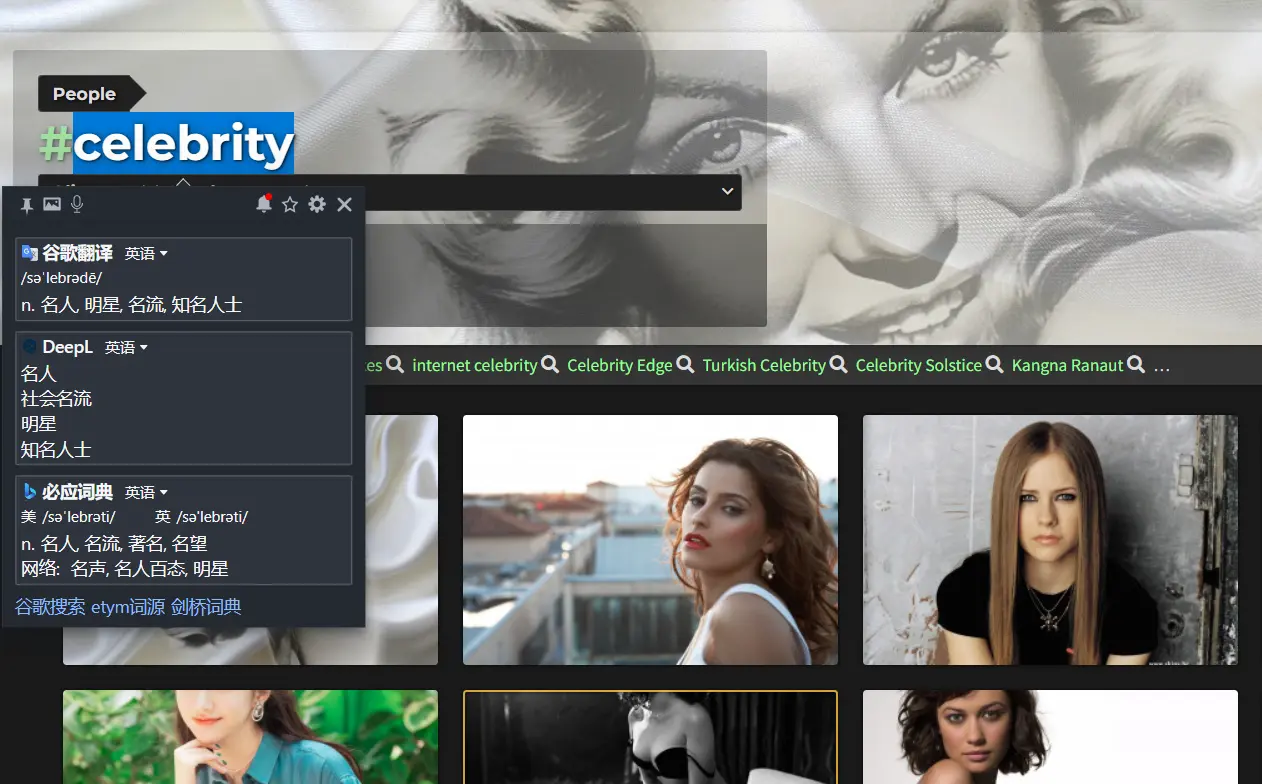 People
#celebrity
谷歌翻译 英语
/səˈlebrədē/
n. 名人, 明星, 名流, 知名人士
DeepL 英语
名人
社会名流
明星
知名人士
必应词典 英语
美 /sə'lebrəti/ 英 /sə'lebrəti/
n. 名人, 名流, 著名, 名望
网络: 名声, 名人百态, 明星
谷歌搜索 etym词源 剑桥词典
internet celebrity Celebrity Edge Turkish Celebrity Celebrity Solstice Kangna Ranaut ...